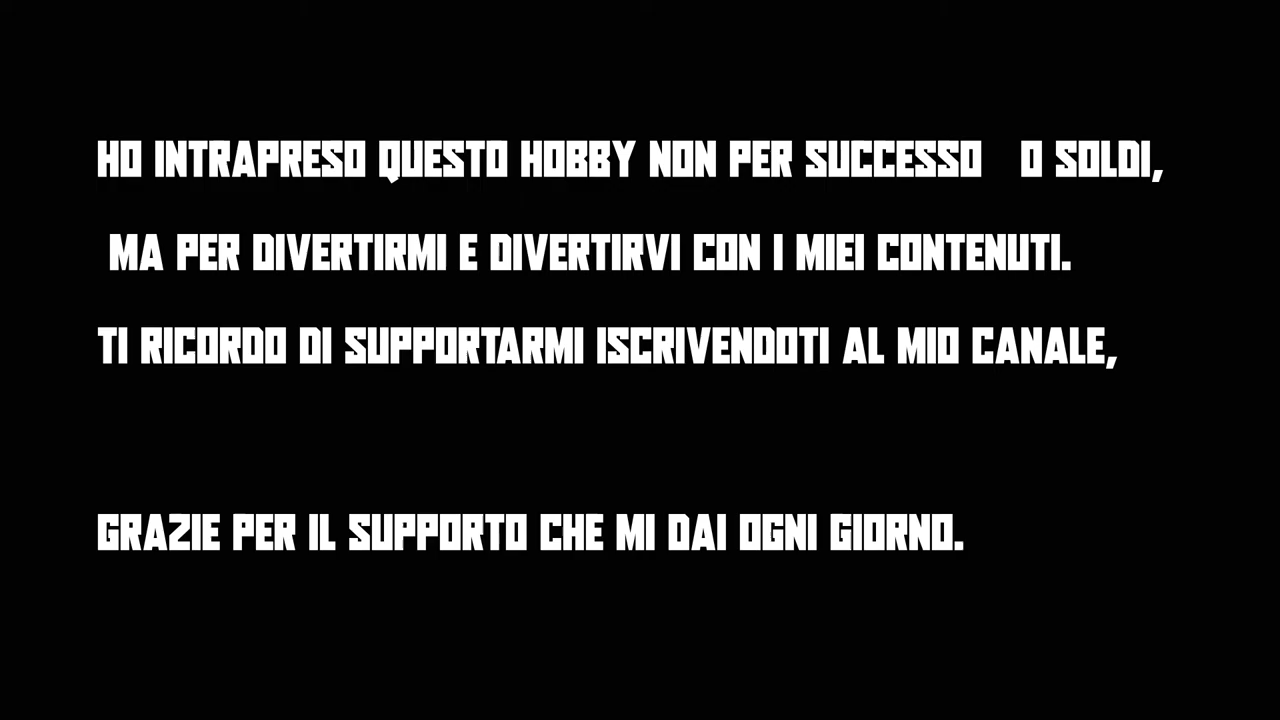 HO INTRAPRESO QUESTO HOBBY NON PER SUCCESSO O SOLDI,
MA PER DIVERTIRMI E DIVERTIRVI CON I MIEI CONTENUTI.
TI RICORDO DI SUPPORTARMI ISCRIVENDOTI AL MIO CANALE,
GRAZIE PER IL SUPPORTO CHE MI DAI OGNI GIORNO.